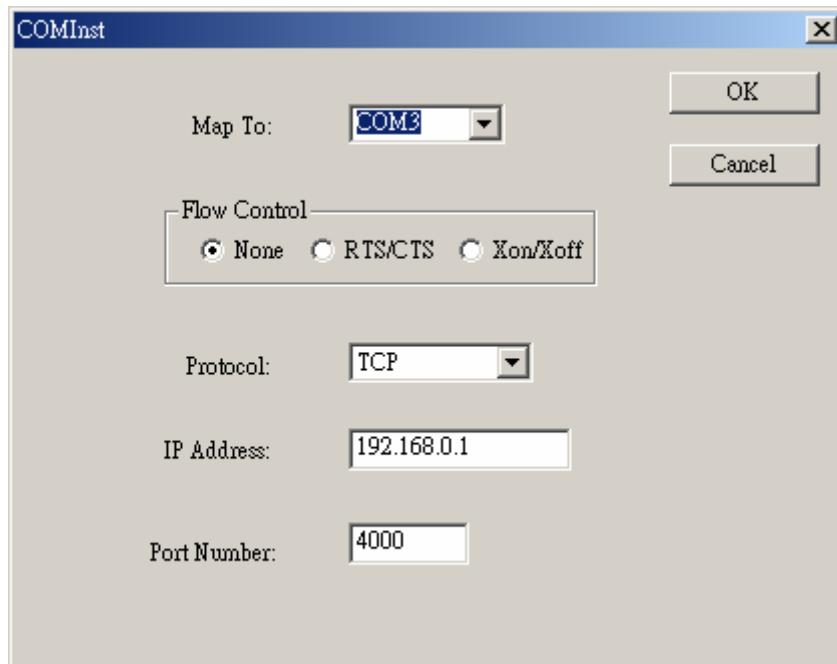 COMInst
OK
Map To: COM3
Cancel
Flow Control
None RTS/CTS Xon/Xoff
Protocol: TCP
IP Address: 192.168.0.1
Port Number: 4000